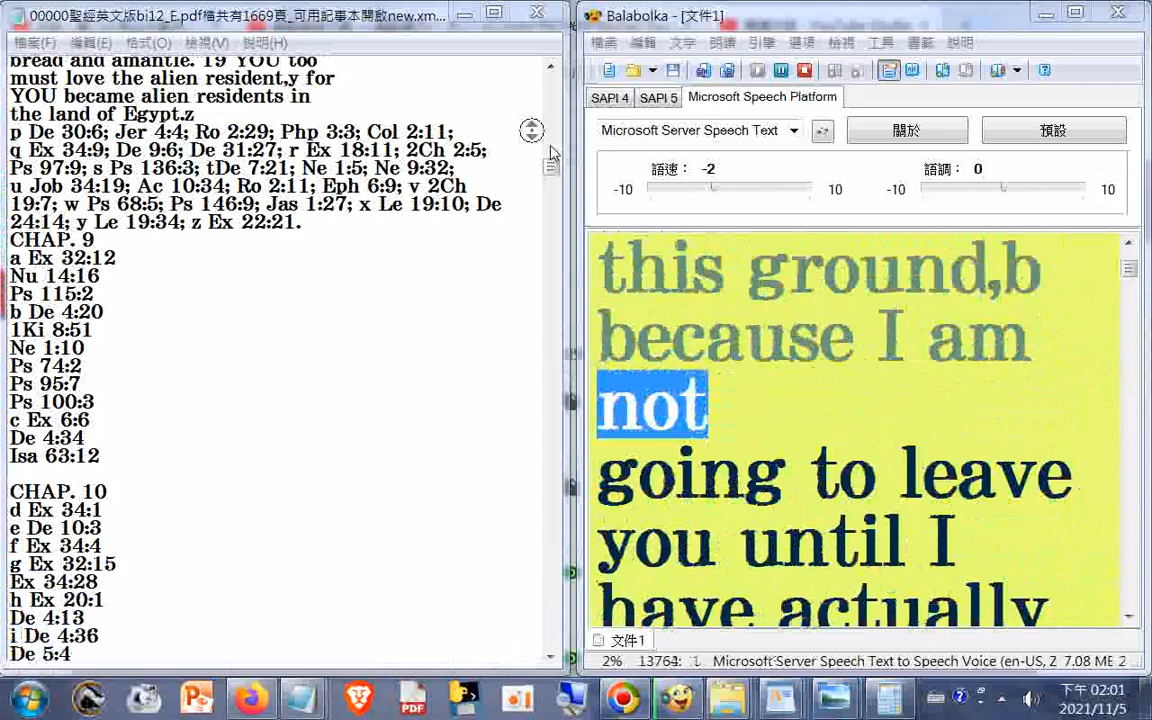 00000聖經英文版bi12_E.pdf檔共有1669頁_可用記事本開啟new.xm...
檔案(F) 編輯(E) 格式(O) 檢視(V) 說明(H)
bread and amantle. 19 YOU too
must love the alien resident,y for
YOU became alien residents in
the land of Egypt.z
p De 30:6; Jer 4:4; Ro 2:29; Php 3:3; Col 2:11;
q Ex 34:9; De 9:6; De 31:27; r Ex 18:11; 2Ch 2:5;
Ps 97:9; s Ps 136:3; tDe 7:21; Ne 1:5; Ne 9:32;
u Job 34:19; Ac 10:34; Ro 2:11; Eph 6:9; v 2Ch
19:7; w Ps 68:5; Ps 146:9; Jas 1:27; x Le 19:10; De
24:14; y Le 19:34; z Ex 22:21.
CHAP. 9
a Ex 32:12
Nu 14:16
Ps 115:2
b De 4:20
1Ki 8:51
Ne 1:10
Ps 74:2
Ps 95:7
Ps 100:3
c Ex 6:6
De 4:34
Isa 63:12
CHAP. 10
d Ex 34:1
e De 10:3
f Ex 34:4
g Ex 32:15
Ex 34:28
h Ex 20:1
De 4:13
i De 4:36
De 5:4
Balabolka - [文件1]
檔案 編輯 文字 朗讀 引擎 選項 檢視 工具 書籤 說明
SAPI 4 SAPI 5 Microsoft Speech Platform
Microsoft Server Speech Text 關於 預設
語速: -2 語調: 0
-10 10 -10 10
this ground,b
because I am
not
going to leave
you until I
have actually
文件1
2% 13764: 1 Microsoft Server Speech Text to Speech Voice (en-US, Z 7.08 MB 2
PDF
下午 02:01
2021/11/5